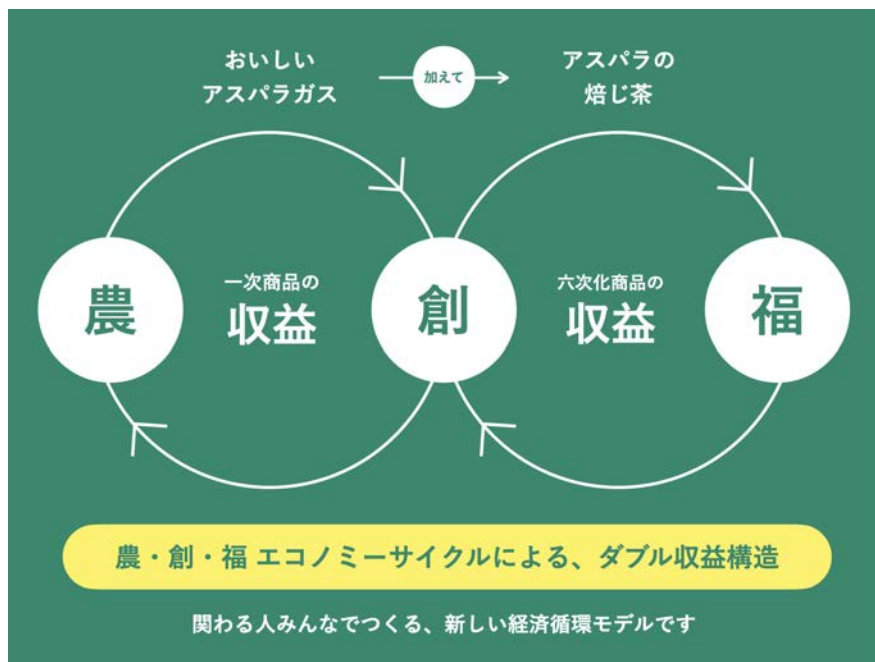 おいしい
アスパラガス
加えて
アスパラの
焙じ茶
農
一次商品の
収益
創
六次化商品の
収益
福
農・創・福 エコノミーサイクルによる、ダブル収益構造
関わる人みんなでつくる、新しい経済循環モデルです